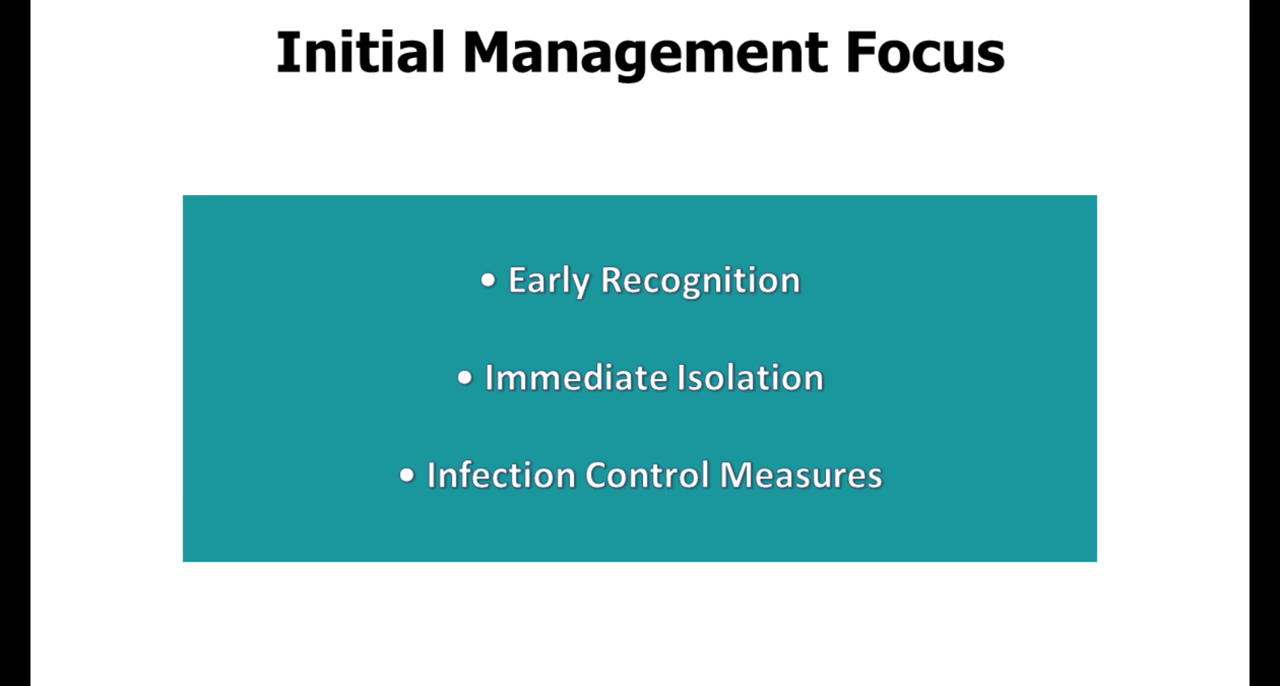 Initial Management Focus
• Early Recognition
• Immediate Isolation
• Infection Control Measures